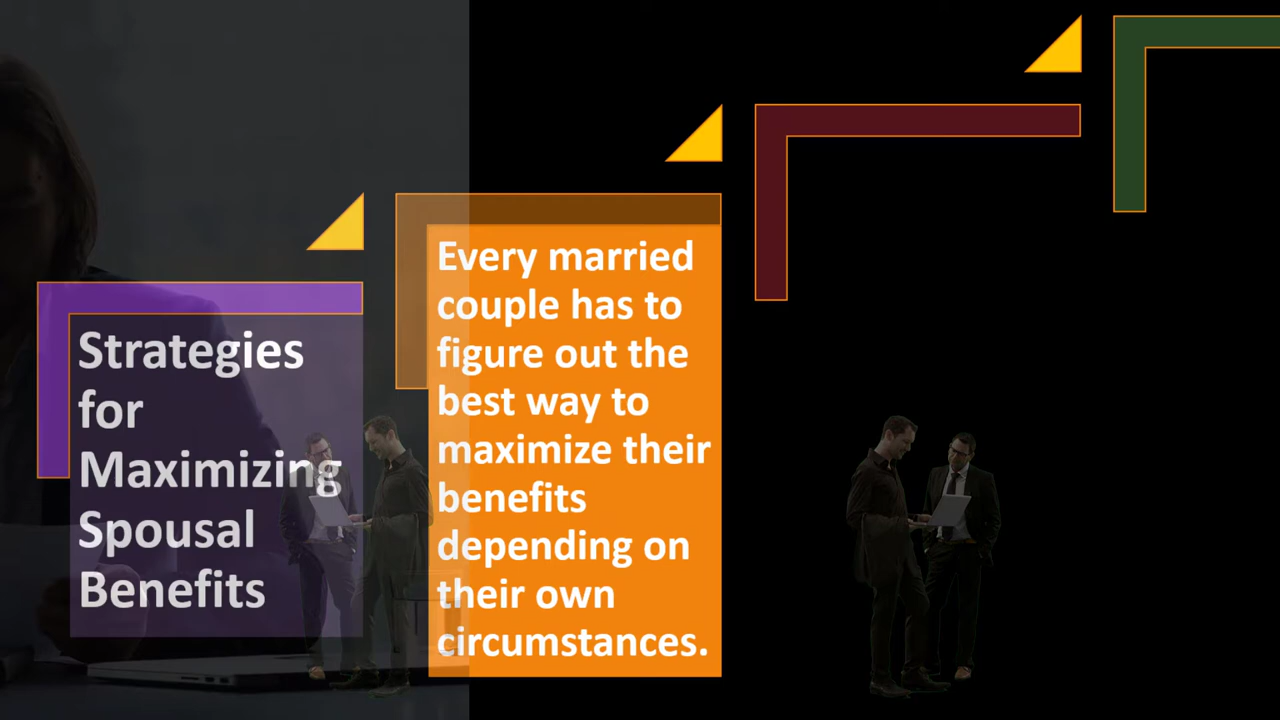 Strategies
for
Maximizing
Spousal
Benefits
Every married
couple has to
figure out the
best way to
maximize their
benefits
depending on
their own
circumstances.